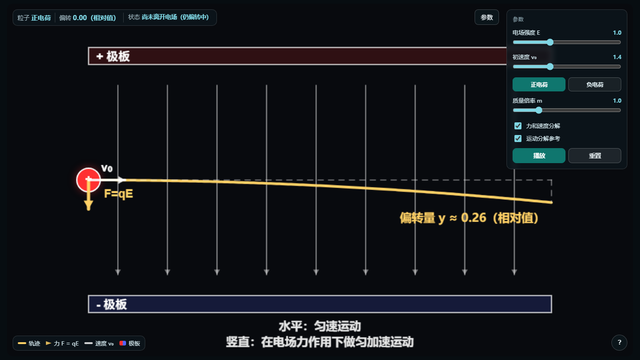 粒子 正电荷 偏转 0.00（相对值） 状态 尚未离开电场（仍偏转中）
参数
参数
电场强度 E 1.0
初速度 v₀ 1.4
正电荷 负电荷
质量倍率 m 1.0
力和速度分解
运动分解参考
播放 重置
+ 极板
v₀
F=qE
偏转量 y ≈ 0.26（相对值）
- 极板
水平：匀速运动
竖直：在电场力作用下做匀加速运动
轨迹 力 F = qE 速度 v₀ 极板
?